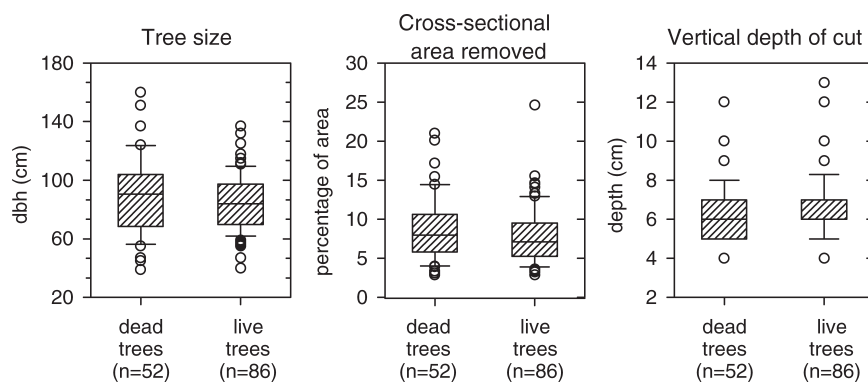 Tree size
180
140
100
60
20
dbh (cm)
dead
trees
(n=52)
live
trees
(n=86)
Cross-sectional
area removed
30
25
20
15
10
5
0
percentage of area
dead
trees
(n=52)
live
trees
(n=86)
Vertical depth of cut
14
12
10
8
6
4
2
depth (cm)
dead
trees
(n=52)
live
trees
(n=86)